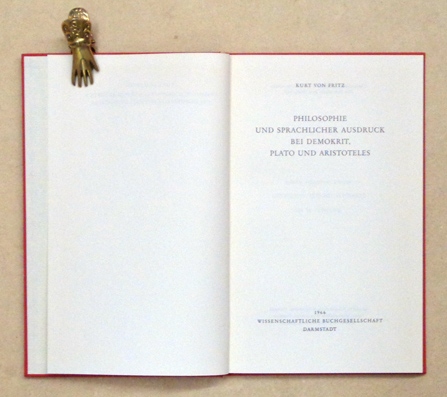 KURT VON FRITZ
PHILOSOPHIE
UND SPRACHLICHER AUSDRUCK
BEI DEMOKRIT,
PLATO UND ARISTOTELES
1966
WISSENSCHAFTLICHE BUCHGESELLSCHAFT
DARMSTADT